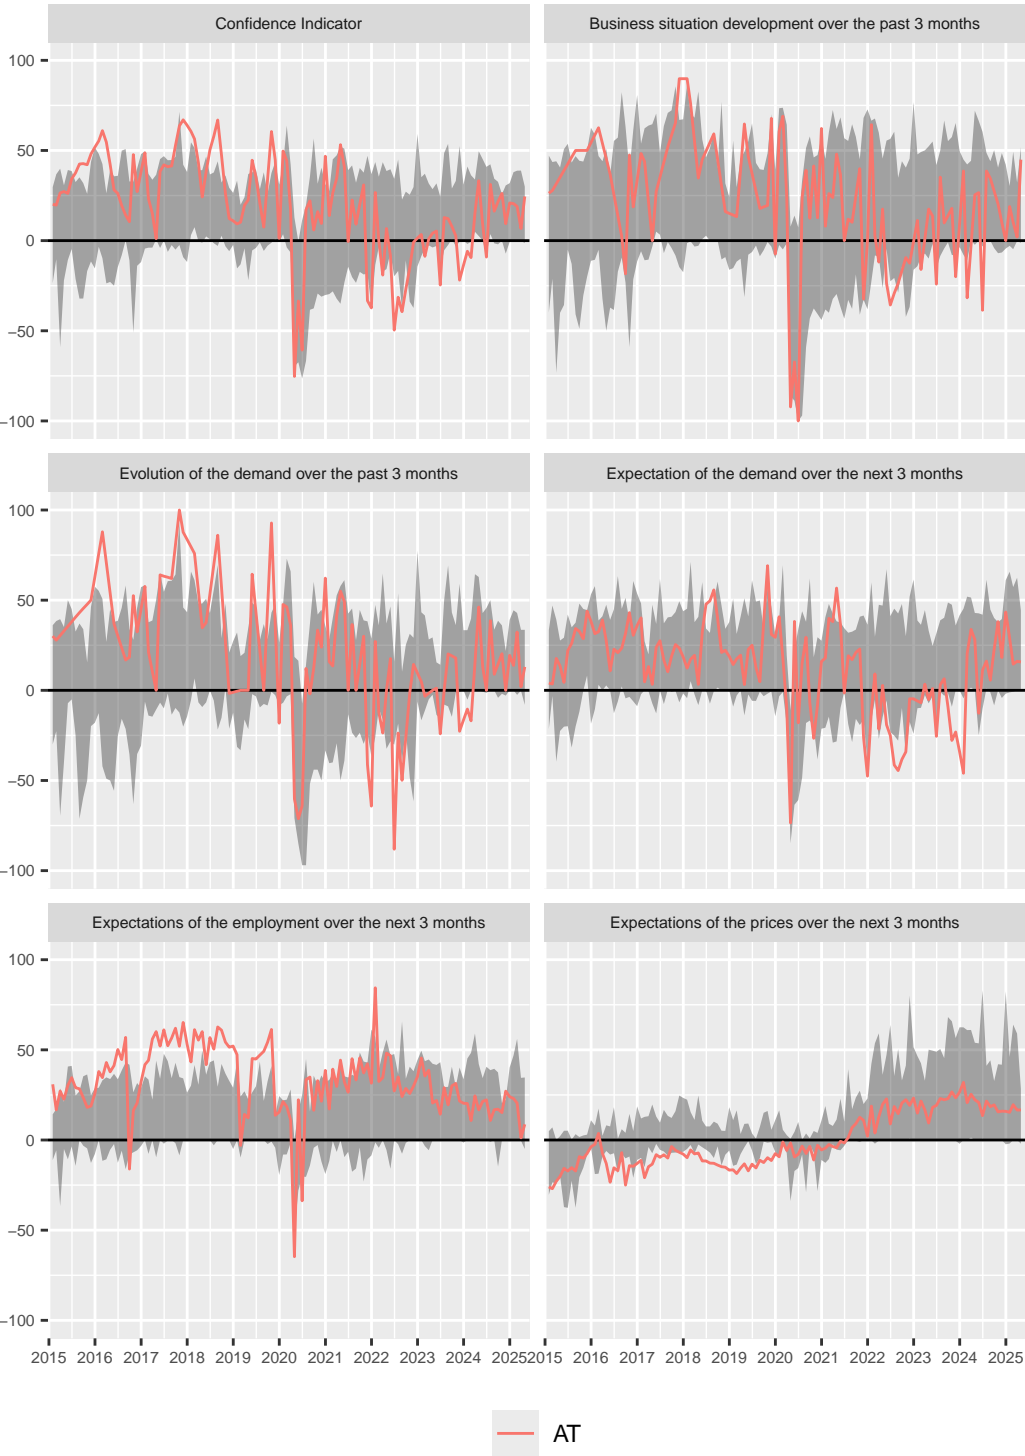 Confidence Indicator
Business situation development over the past 3 months
100
50
0
−50
−100
Evolution of the demand over the past 3 months
Expectation of the demand over the next 3 months
100
50
0
−50
−100
Expectations of the employment over the next 3 months
Expectations of the prices over the next 3 months
100
50
0
−50
−100
2015 2016 2017 2018 2019 2020 2021 2022 2023 2024 2025
2015 2016 2017 2018 2019 2020 2021 2022 2023 2024 2025
AT